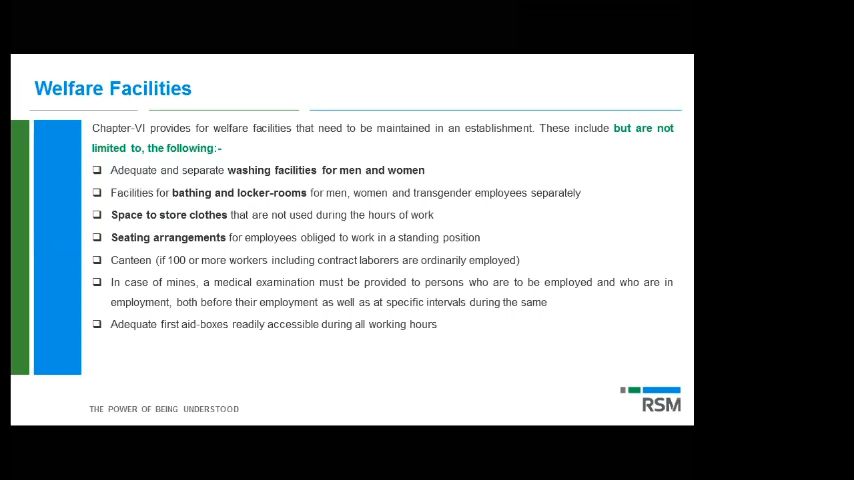 Welfare Facilities
Chapter-VI provides for welfare facilities that need to be maintained in an establishment. These include but are not
limited to, the following:-
❑ Adequate and separate washing facilities for men and women
❑ Facilities for bathing and locker-rooms for men, women and transgender employees separately
❑ Space to store clothes that are not used during the hours of work
❑ Seating arrangements for employees obliged to work in a standing position
❑ Canteen (if 100 or more workers including contract laborers are ordinarily employed)
❑ In case of mines, a medical examination must be provided to persons who are to be employed and who are in
employment, both before their employment as well as at specific intervals during the same
❑ Adequate first aid-boxes readily accessible during all working hours
THE POWER OF BEING UNDERSTOOD
RSM